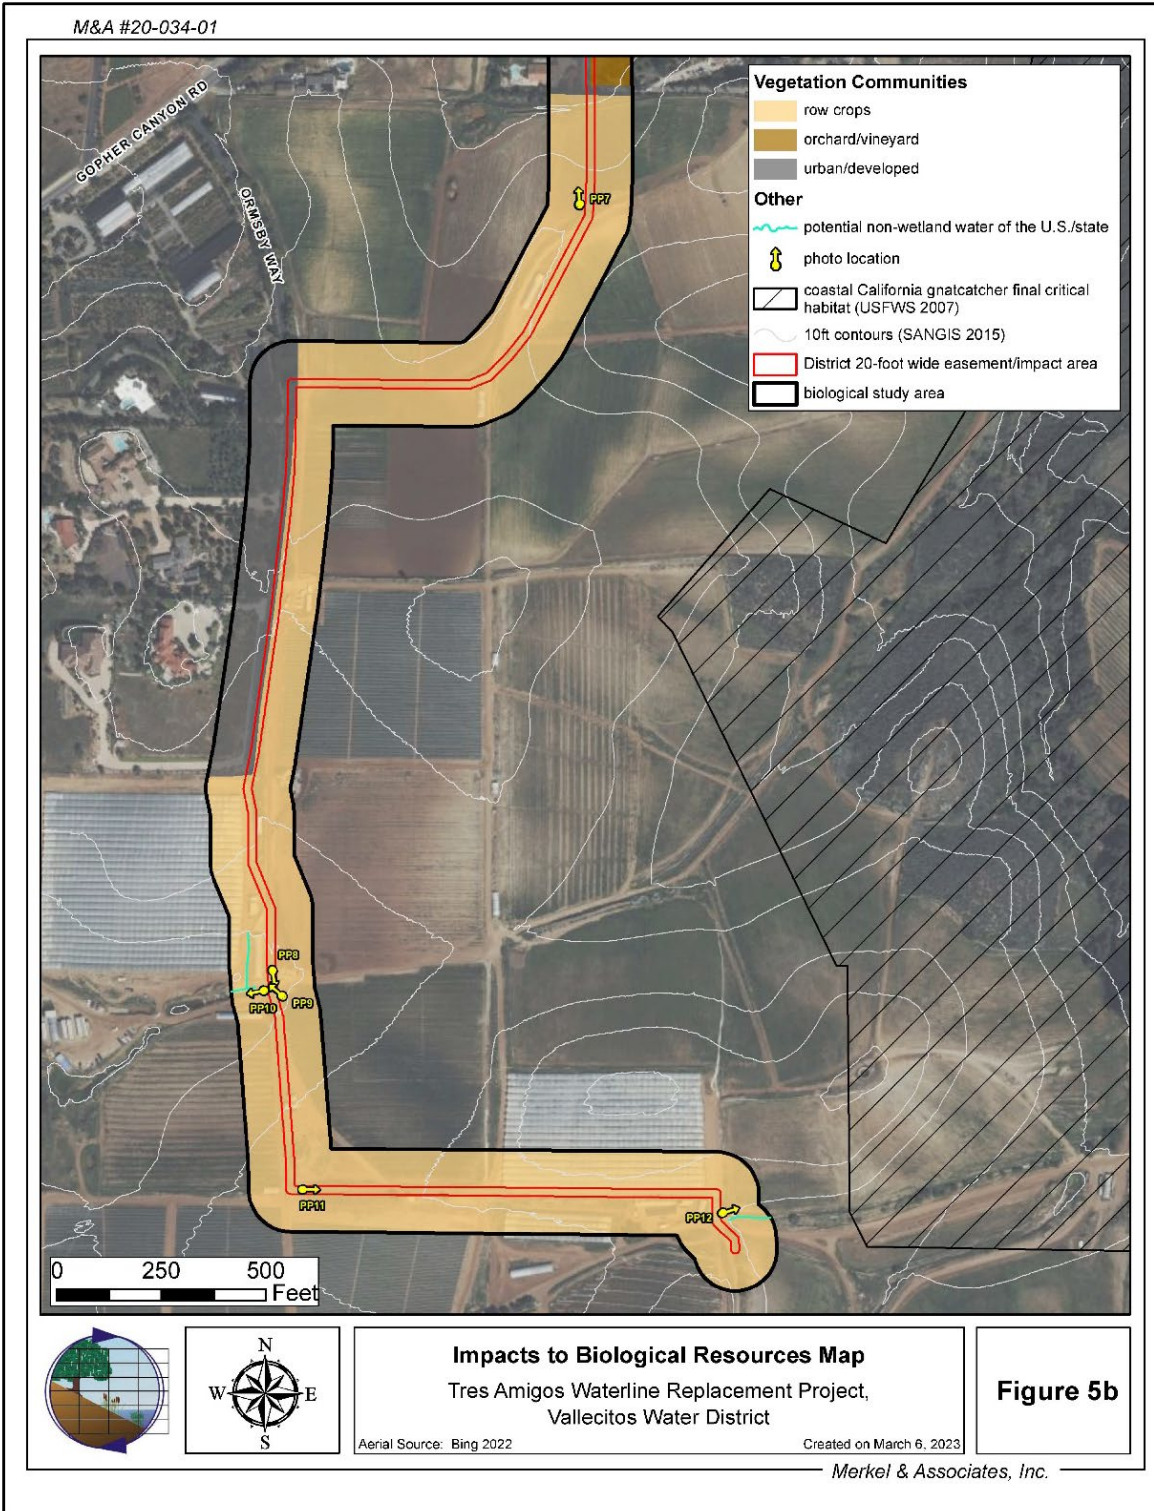 M&A #20-034-01
GOPHER CANYON RD
ORMSBY WAY
Vegetation Communities
row crops
orchard/vineyard
urban/developed
Other
potential non-wetland water of the U.S./state
photo location
coastal California gnatcatcher final critical
habitat (USFWS 2007)
10ft contours (SANGIS 2015)
District 20-foot wide easement/impact area
biological study area
PP7
PP8
PP9
PP10
PP11
PP12
0 250 500
Feet
N
W E
S
Impacts to Biological Resources Map
Tres Amigos Waterline Replacement Project,
Vallecitos Water District
Aerial Source: Bing 2022
Created on March 6, 2023
Figure 5b
Merkel & Associates, Inc.